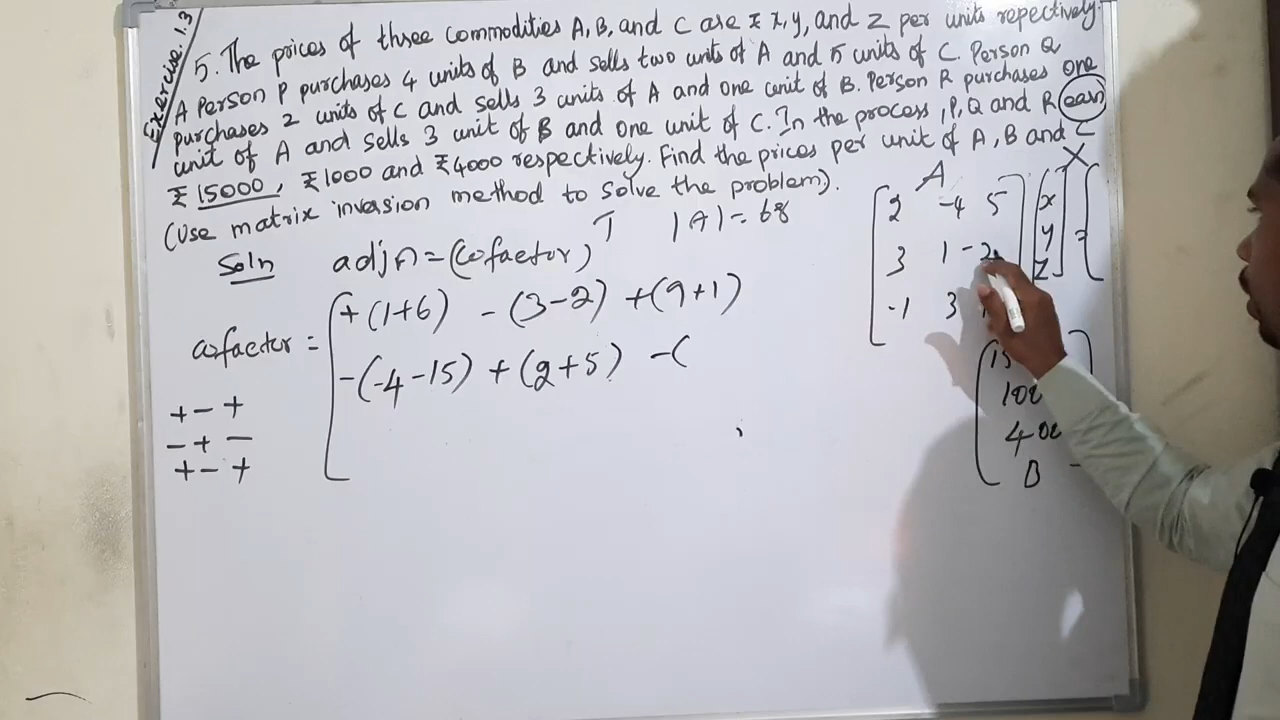 Exercise. 1.3
5. The prices of three commodities A, B, and C are ₹ x, y, and z per units repectively.
A Person P purchases 4 units of B and sells two units of A and 5 units of C. Person Q
purchases 2 units of C and sells 3 units of A and one unit of B. Person R purchases one
unit of A and sells 3 unit of B and one unit of C. In the process, P, Q and R earn
₹ 15000, ₹1000 and ₹4000 respectively. Find the prices per unit of A, B and C
(Use matrix invasion method to solve the problem).
Soln adjA = (cofactor)ᵀ |A| = 68
A X
2 -4 5 x
3 1 -2 y =
-1 3 z
cofactor = +(1+6) -(3-2) +(9+1)
-(-4-15) +(2+5) -(
+ - +
- + -
+ - +
15
100
400
B